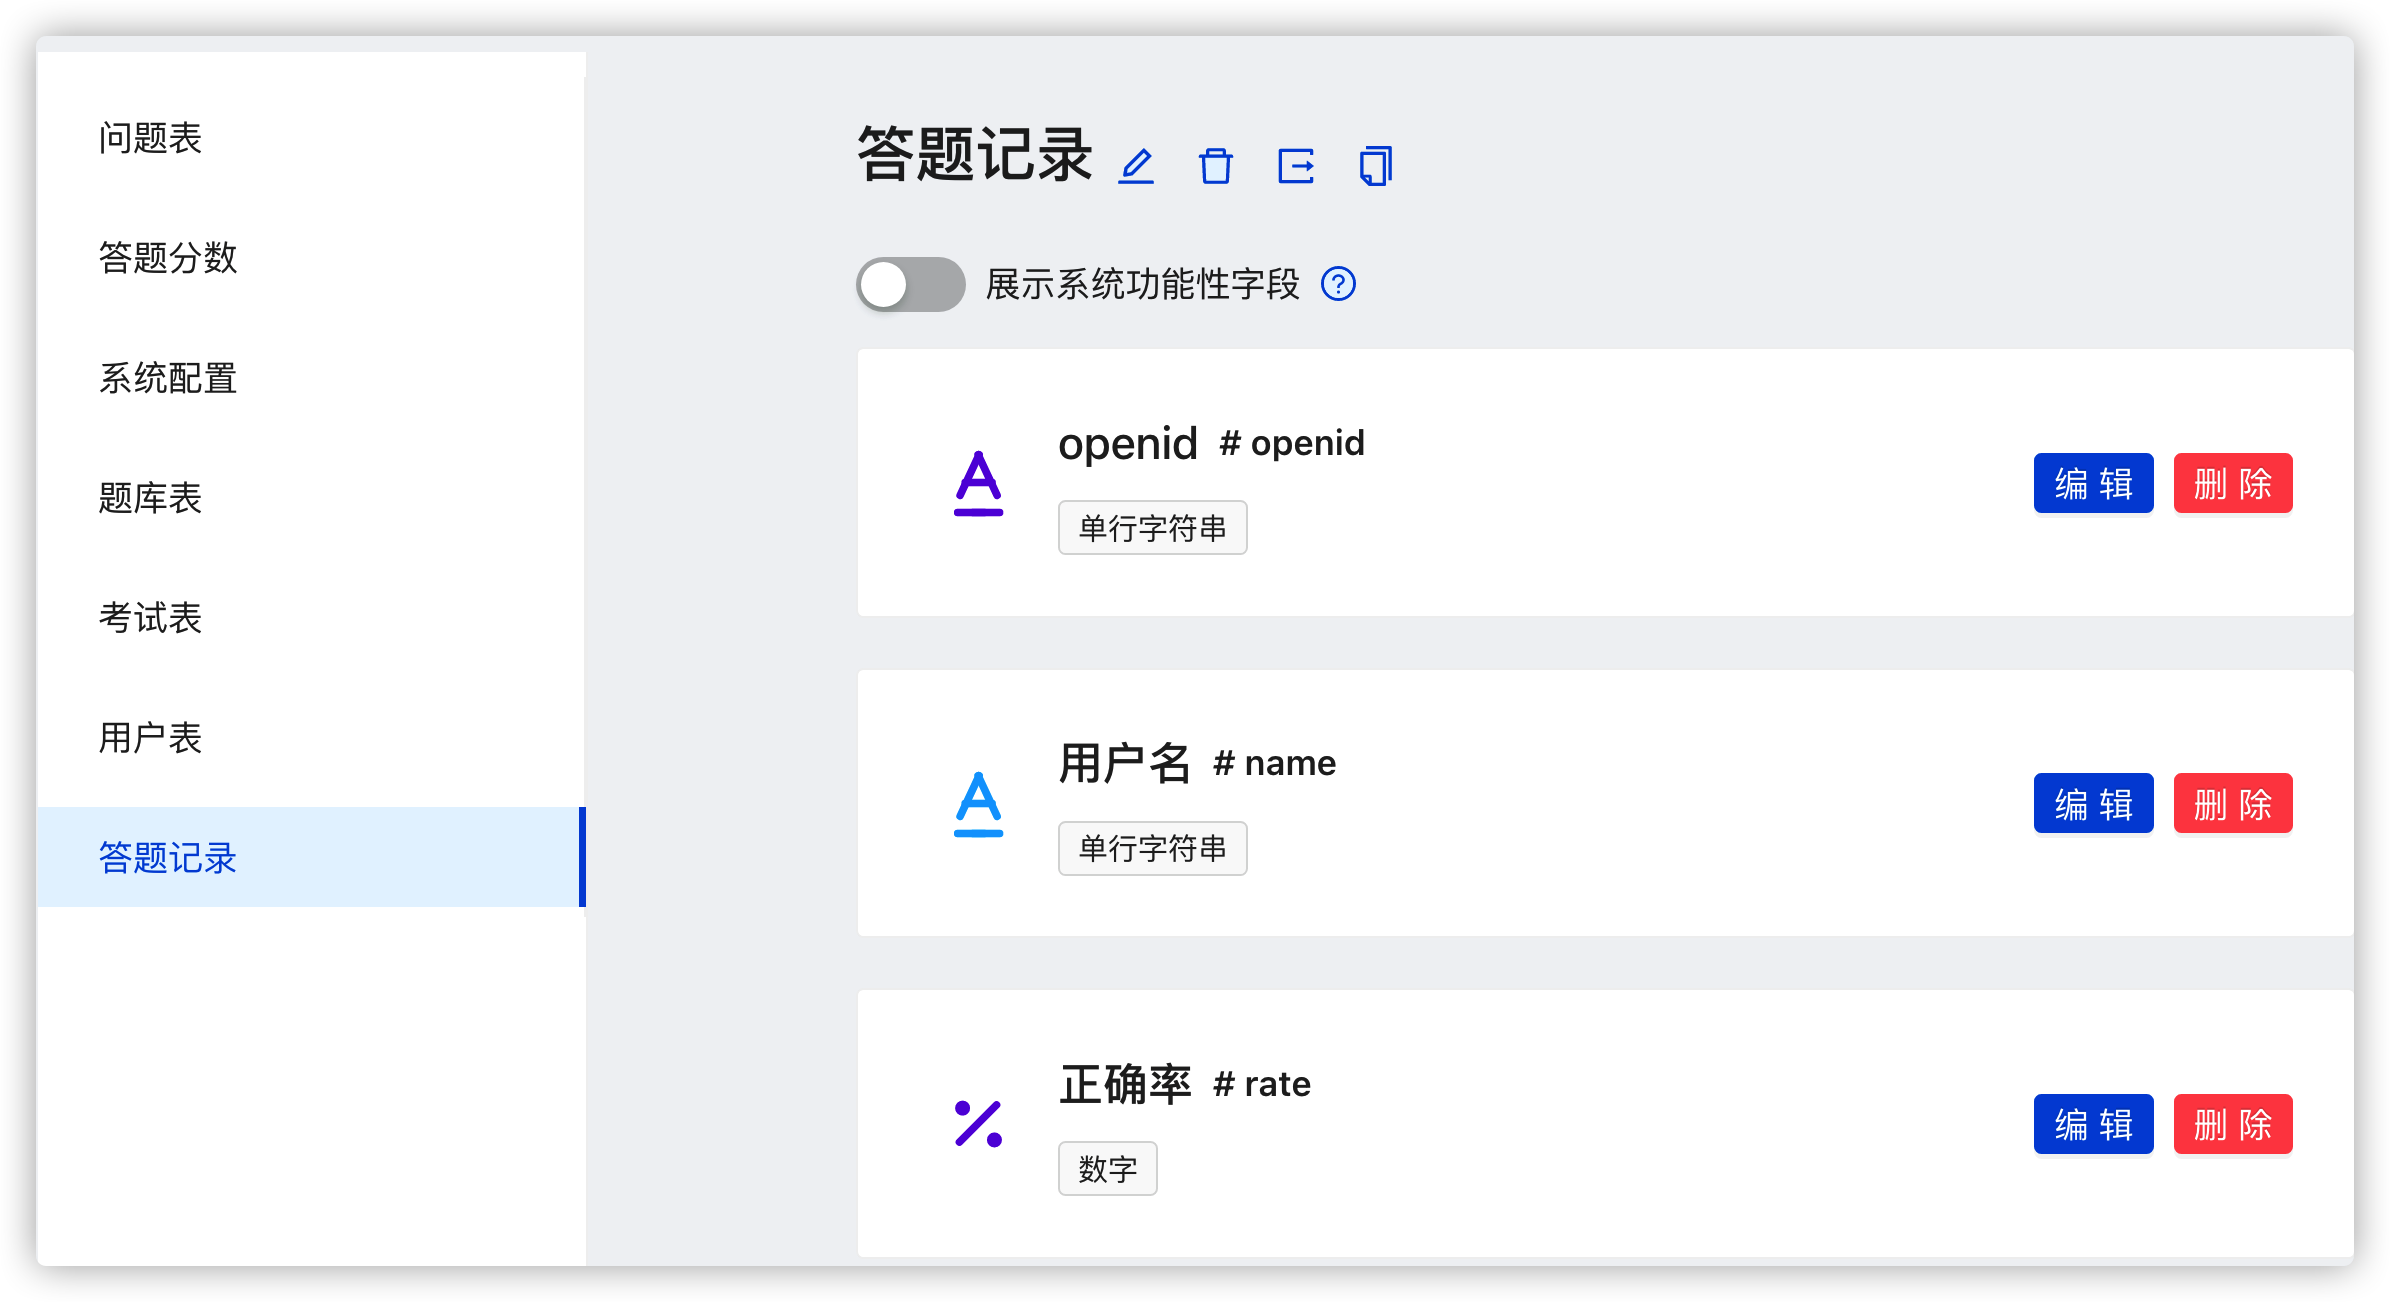 问题表
答题分数
系统配置
题库表
考试表
用户表
答题记录
答题记录
展示系统功能性字段 ?
openid # openid
单行字符串
编 辑 删 除
用户名 # name
单行字符串
编 辑 删 除
正确率 # rate
数字
编 辑 删 除